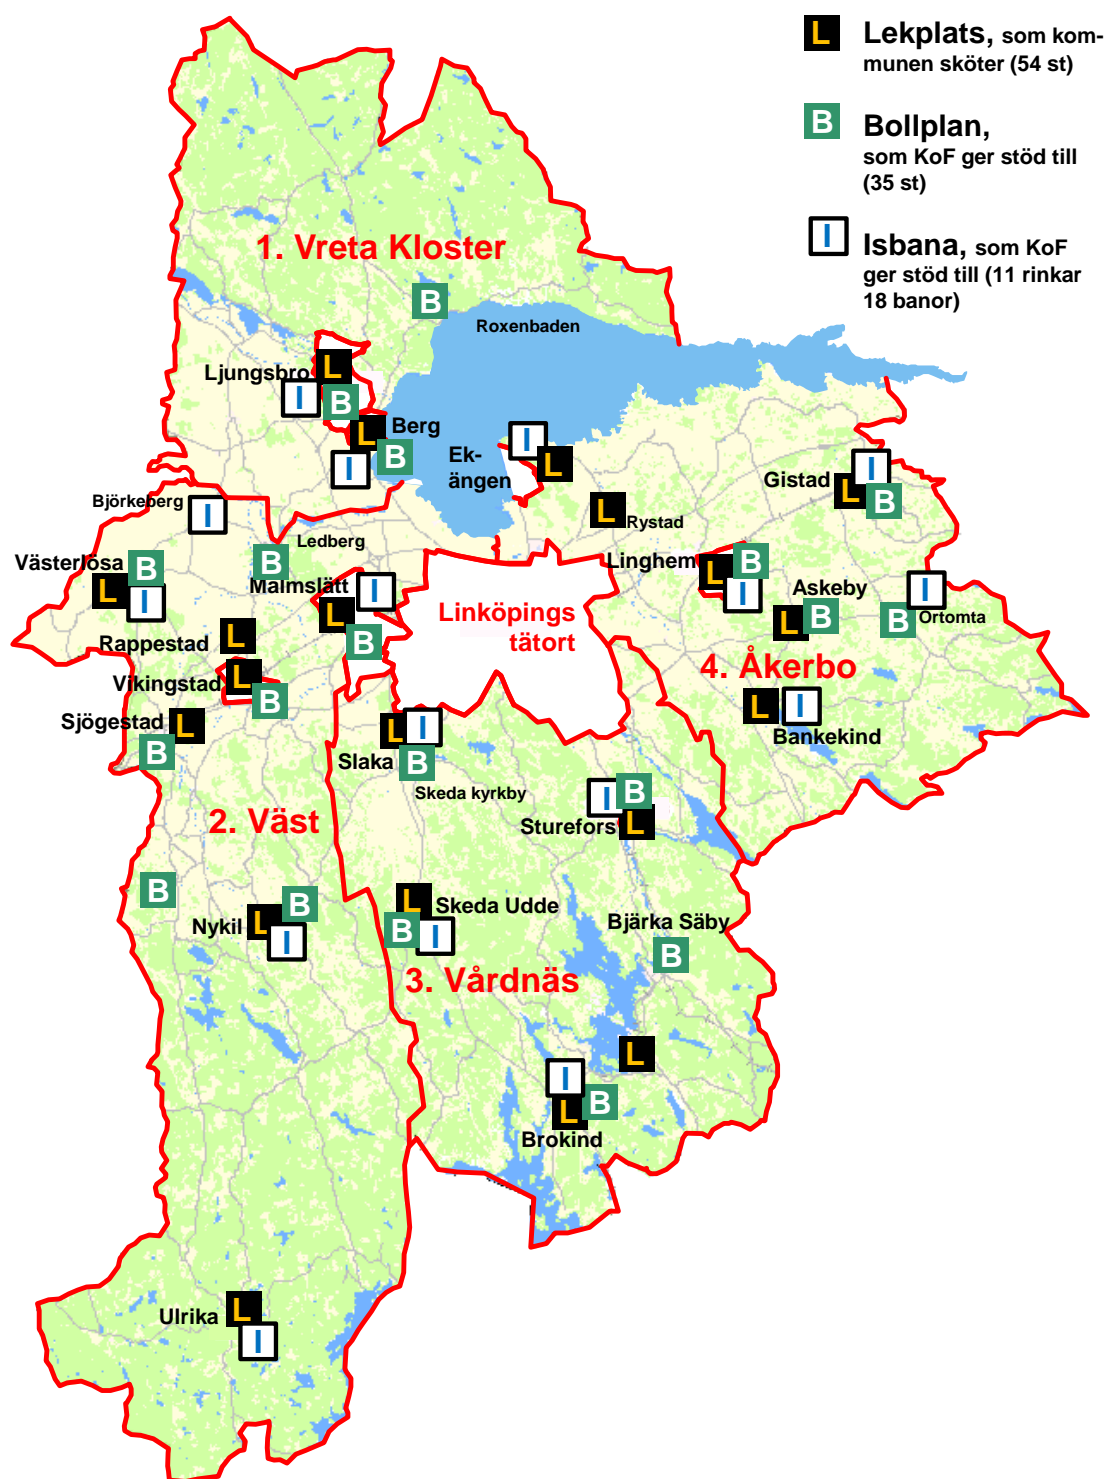 L Lekplats, som kom-
munen sköter (54 st)
B Bollplan,
som KoF ger stöd till
(35 st)
I Isbana, som KoF
ger stöd till (11 rinkar
18 banor)
1. Vreta Kloster
B
Roxenbaden
Ljungsbro L
I B
L Berg
I B
Ek-
ängen
I
L
Gistad L I
B
Björkeberg
I
L
Rystad
Ledberg
B
Västerlösa B
L I
Malmslätt I
L
B
Linköpings
tätort
Linghem L B
I
Askeby
L B
B I
Ortomta
Rappestad L
Vikingstad L
B
4. Åkerbo
Sjögestad L
B
L I
Bankekind
L I
Slaka B
Skeda kyrkby
I B
Sturefors L
2. Väst
B
Nykil L B
I
L Skeda Udde
B I
Bjärka Säby
B
3. Vårdnäs
L
I
L B
Brokind
Ulrika L
I